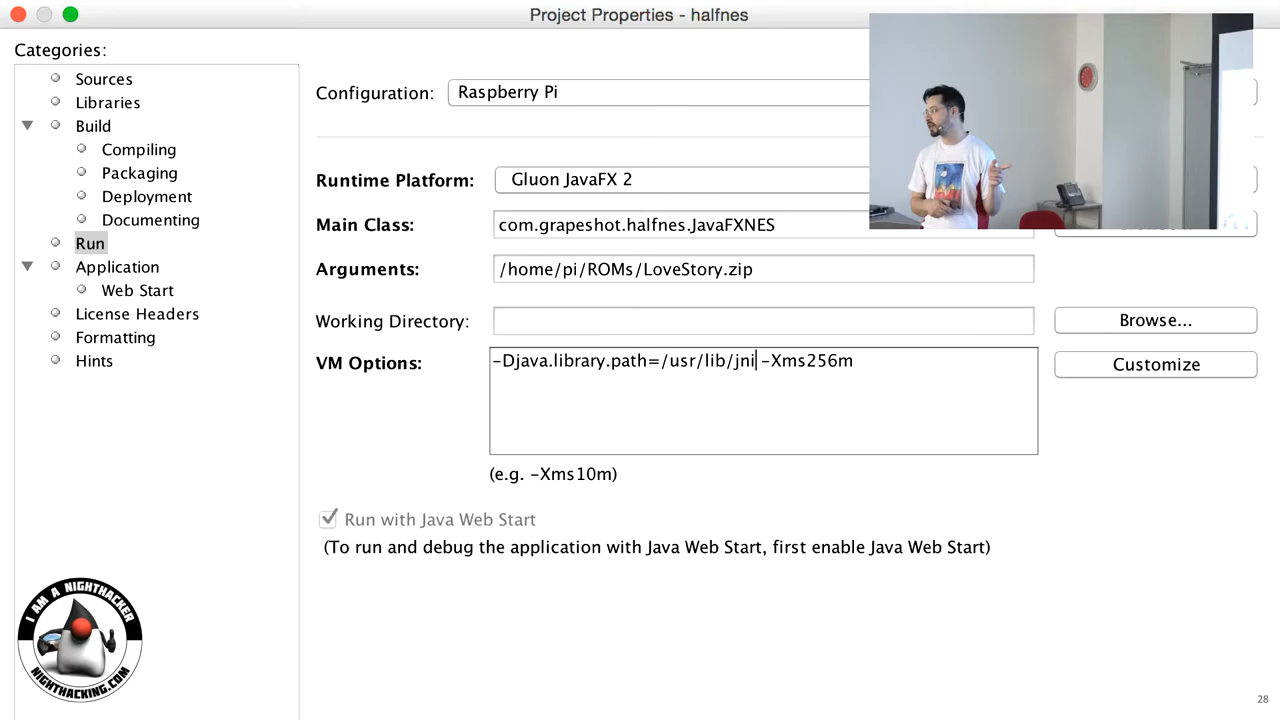 Project Properties - halfnes
Categories:
Sources
Libraries
Build
Compiling
Packaging
Deployment
Documenting
Run
Application
Web Start
License Headers
Formatting
Hints
Configuration: Raspberry Pi
Runtime Platform: Gluon JavaFX 2
Main Class: com.grapeshot.halfnes.JavaFXNES
Arguments: /home/pi/ROMs/LoveStory.zip
Working Directory: Browse...
VM Options: -Djava.library.path=/usr/lib/jni -Xms256m Customize
(e.g. -Xms10m)
Run with Java Web Start
(To run and debug the application with Java Web Start, first enable Java Web Start)
I AM A NIGHTHACKER
NIGHTHACKING.COM
28